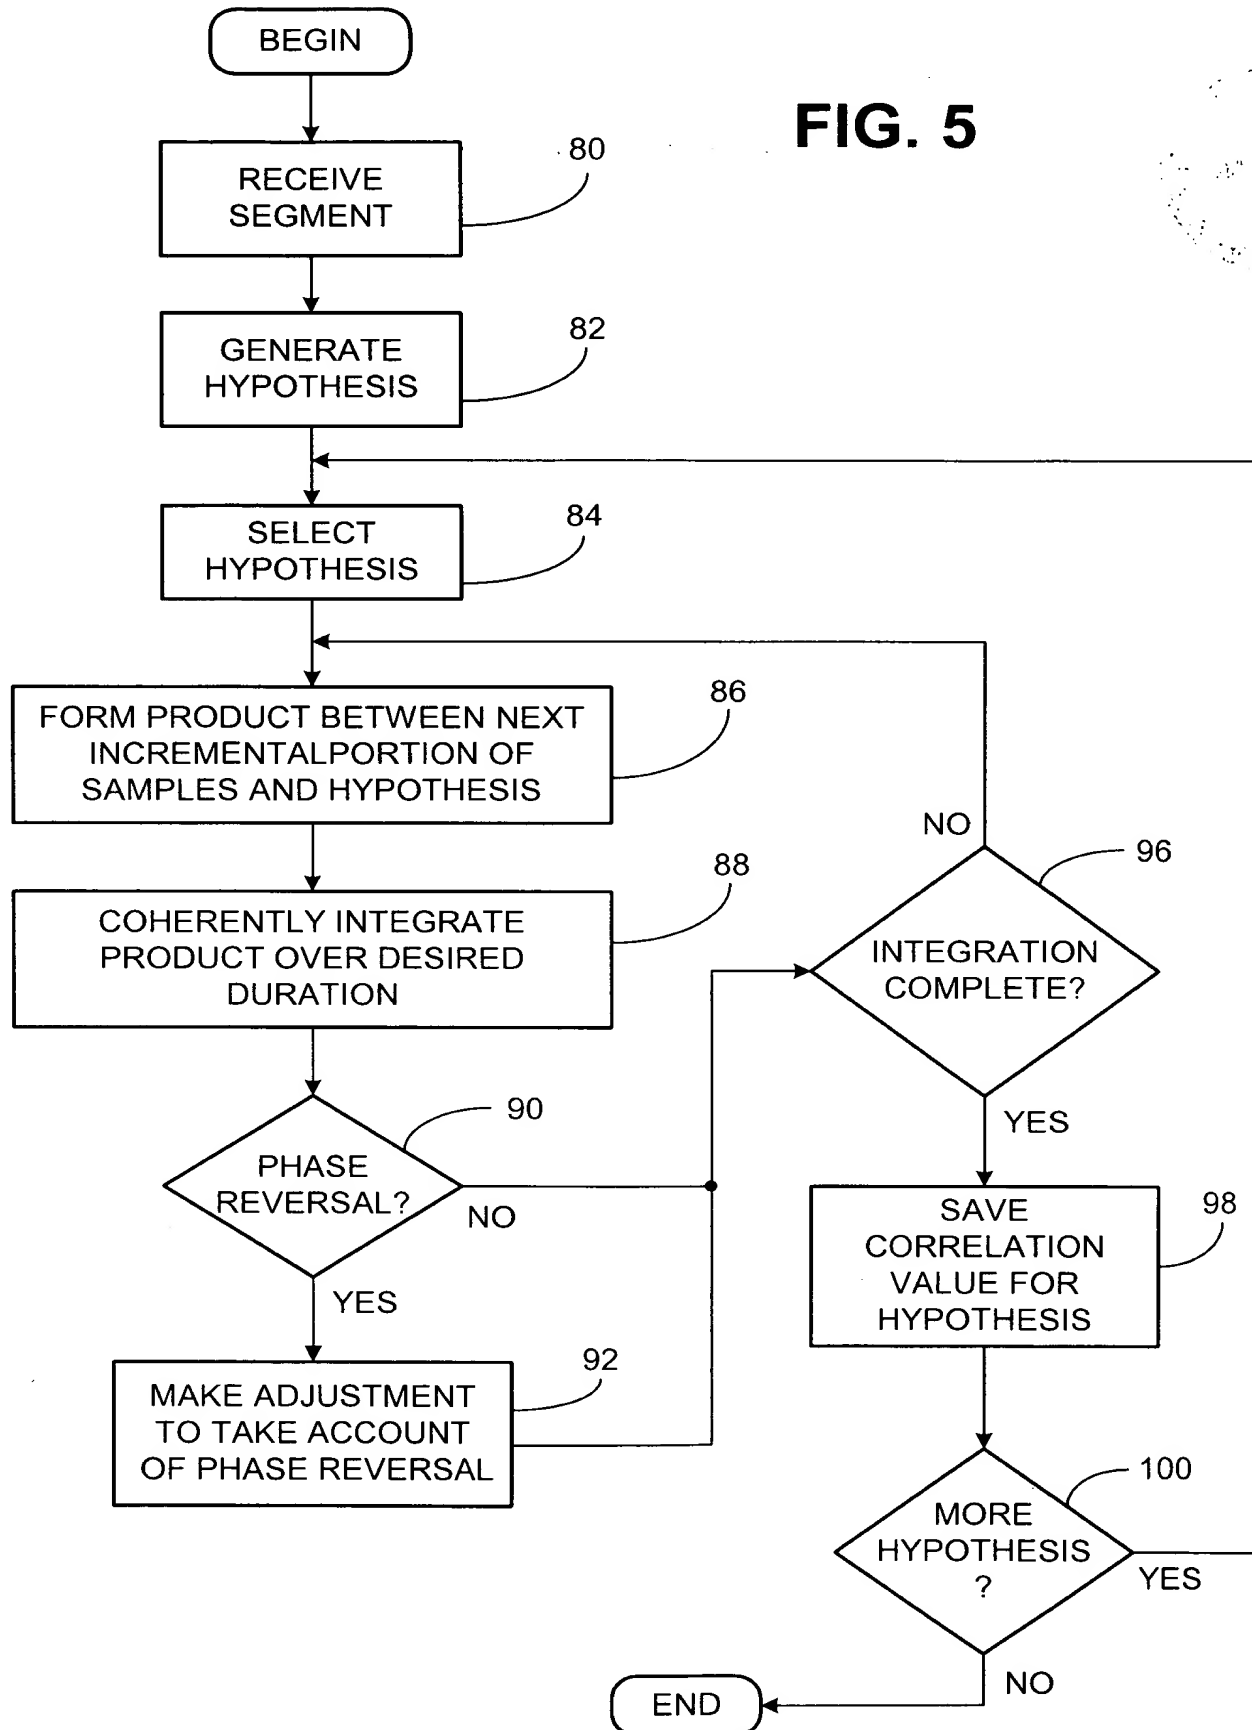 BEGIN
FIG. 5
80
RECEIVE
SEGMENT
82
GENERATE
HYPOTHESIS
84
SELECT
HYPOTHESIS
86
FORM PRODUCT BETWEEN NEXT
INCREMENTALPORTION OF
SAMPLES AND HYPOTHESIS
88
COHERENTLY INTEGRATE
PRODUCT OVER DESIRED
DURATION
90
PHASE
REVERSAL?
NO
YES
92
MAKE ADJUSTMENT
TO TAKE ACCOUNT
OF PHASE REVERSAL
NO
96
INTEGRATION
COMPLETE?
YES
98
SAVE
CORRELATION
VALUE FOR
HYPOTHESIS
100
MORE
HYPOTHESIS
?
YES
NO
END